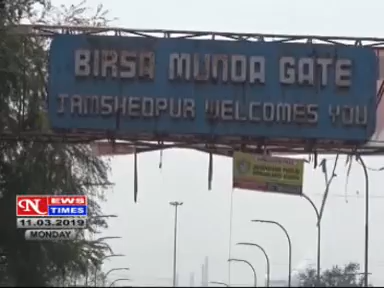 BIRSA MUNDA GATE
JAMSHEDPUR WELCOMES YOU
NEWS
TIMES
11.03.2019
MONDAY